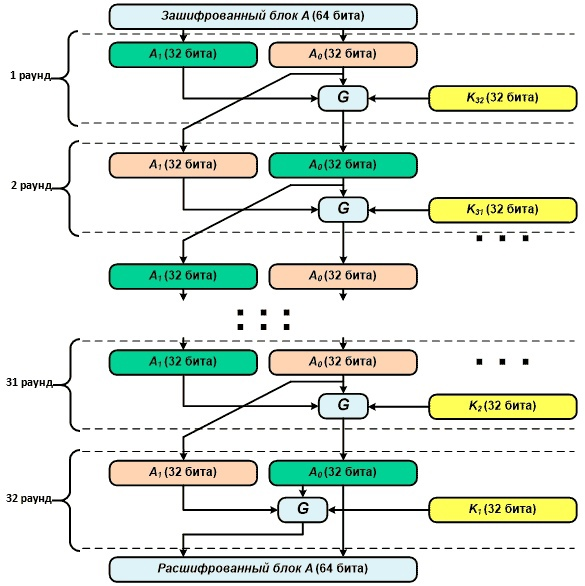 Зашифрованный блок A (64 бита)
A1 (32 бита)
A0 (32 бита)
1 раунд
G
K32 (32 бита)
A1 (32 бита)
A0 (32 бита)
2 раунд
G
K31 (32 бита)
A1 (32 бита)
A0 (32 бита)
A1 (32 бита)
A0 (32 бита)
31 раунд
G
K2 (32 бита)
A1 (32 бита)
A0 (32 бита)
32 раунд
G
K1 (32 бита)
Расшифрованный блок A (64 бита)